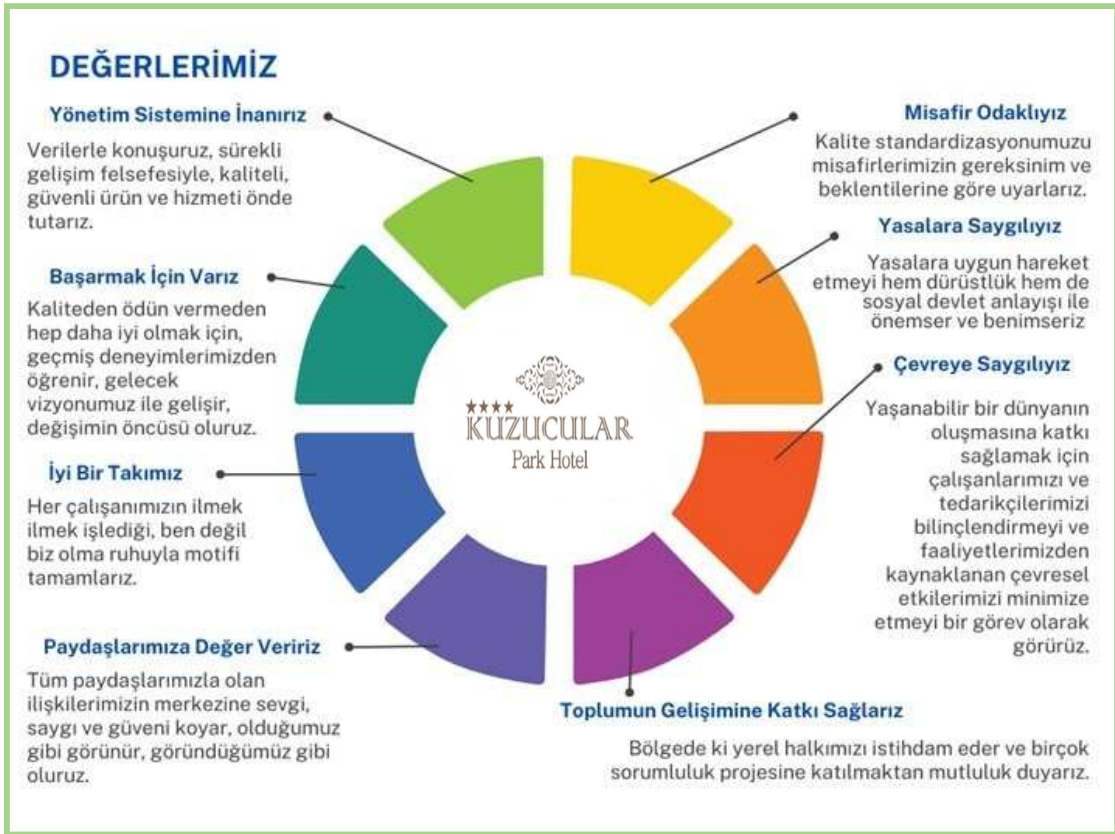 DEĞERLERİMİZ
Yönetim Sistemine İnanırız
Verilerle konuşuruz, sürekli
gelişim felsefesiyle, kaliteli,
güvenli ürün ve hizmeti önde
tutarız.
Başarmak İçin Varız
Kaliteden ödün vermeden
hep daha iyi olmak için,
geçmiş deneyimlerimizden
öğrenir, gelecek
vizyonumuz ile gelişir,
değişimin öncüsü oluruz.
İyi Bir Takımız
Her çalışanımızın ilmek
ilmek işlediği, ben değil
biz olma ruhuyla motifi
tamamlarız.
Paydaşlarımıza Değer Veririz
Tüm paydaşlarımızla olan
ilişkilerimizin merkezine sevgi,
saygı ve güveni koyar, olduğumuz
gibi görünür, göründüğümüz gibi
oluruz.
KUZUCULAR
Park Hotel
Misafir Odaklıyız
Kalite standardizasyonumuzu
misafirlerimizin gereksinim ve
beklentilerine göre uyarlarız.
Yasalara Saygılıyız
Yasalara uygun hareket
etmeyi hem dürüstlük hem de
sosyal devlet anlayışı ile
önemser ve benimseriz
Çevreye Saygılıyız
Yaşanabilir bir dünyanın
oluşmasına katkı
sağlamak için
çalışanlarımızı ve
tedarikçilerimizi
bilinçlendirmeyi ve
faaliyetlerimizden
kaynaklanan çevresel
etkilerimizi minimize
etmeyi bir görev olarak
görürüz.
Toplumun Gelişimine Katkı Sağlarız
Bölgede ki yerel halkımızı istihdam eder ve birçok
sorumluluk projesine katılmaktan mutluluk duyarız.